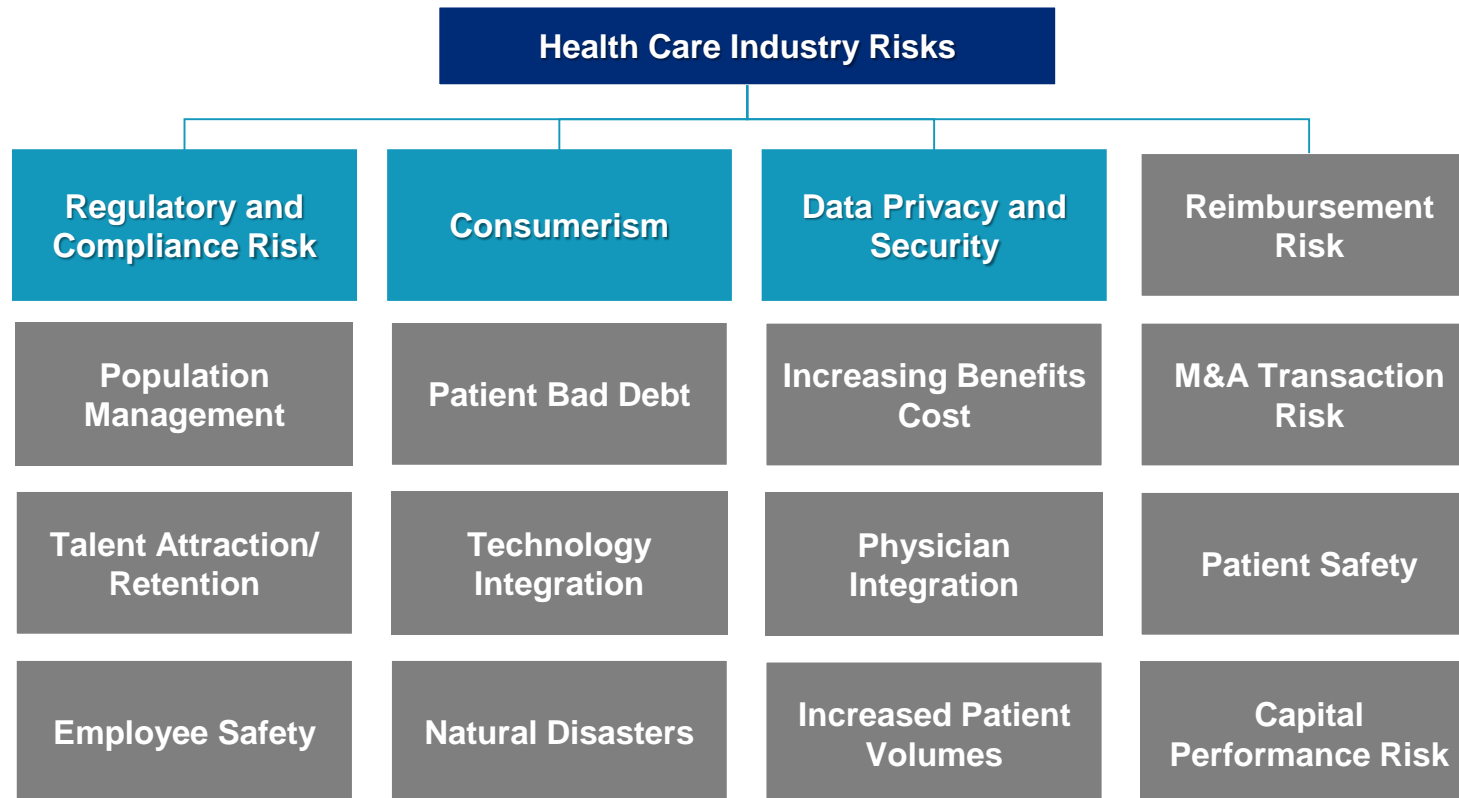 Health Care Industry Risks
Regulatory and
Compliance Risk
Consumerism
Data Privacy and
Security
Reimbursement
Risk
Population
Management
Patient Bad Debt
Increasing Benefits
Cost
M&A Transaction
Risk
Talent Attraction/
Retention
Technology
Integration
Physician
Integration
Patient Safety
Employee Safety
Natural Disasters
Increased Patient
Volumes
Capital
Performance Risk